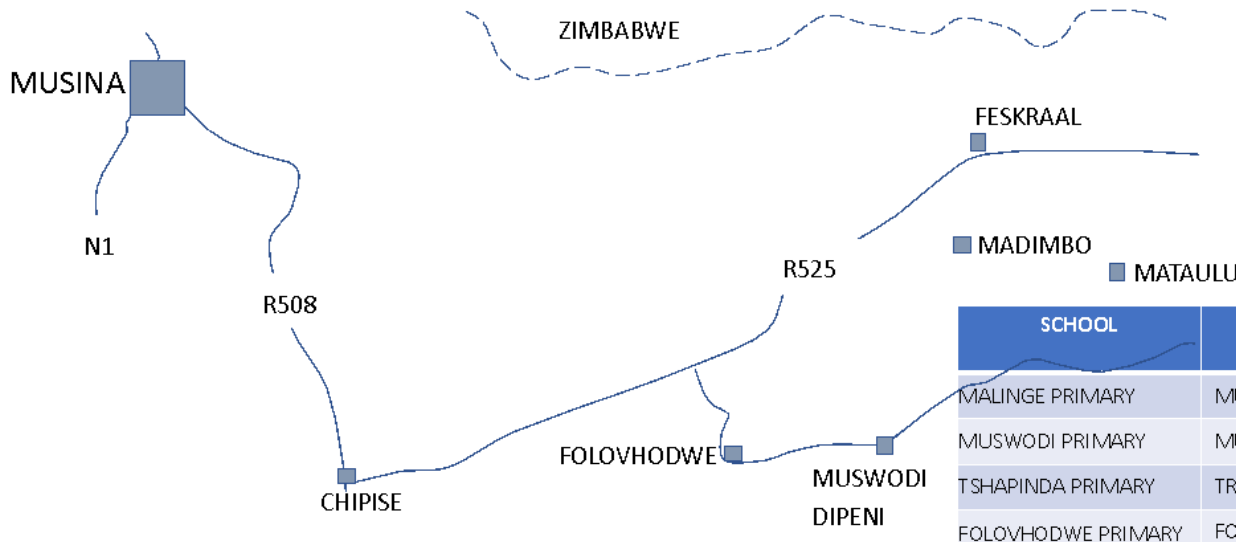 ZIMBABWE
MUSINA
FESKRAAL
N1
MADIMBO
R525
MATAULU
R508
SCHOOL
MALINGE PRIMARY
MUSWODI PRIMARY
TSHAPINDA PRIMARY
FOLOVHODWE PRIMARY
FOLOVHODWE
MUSWODI
DIPENI
CHIPISE